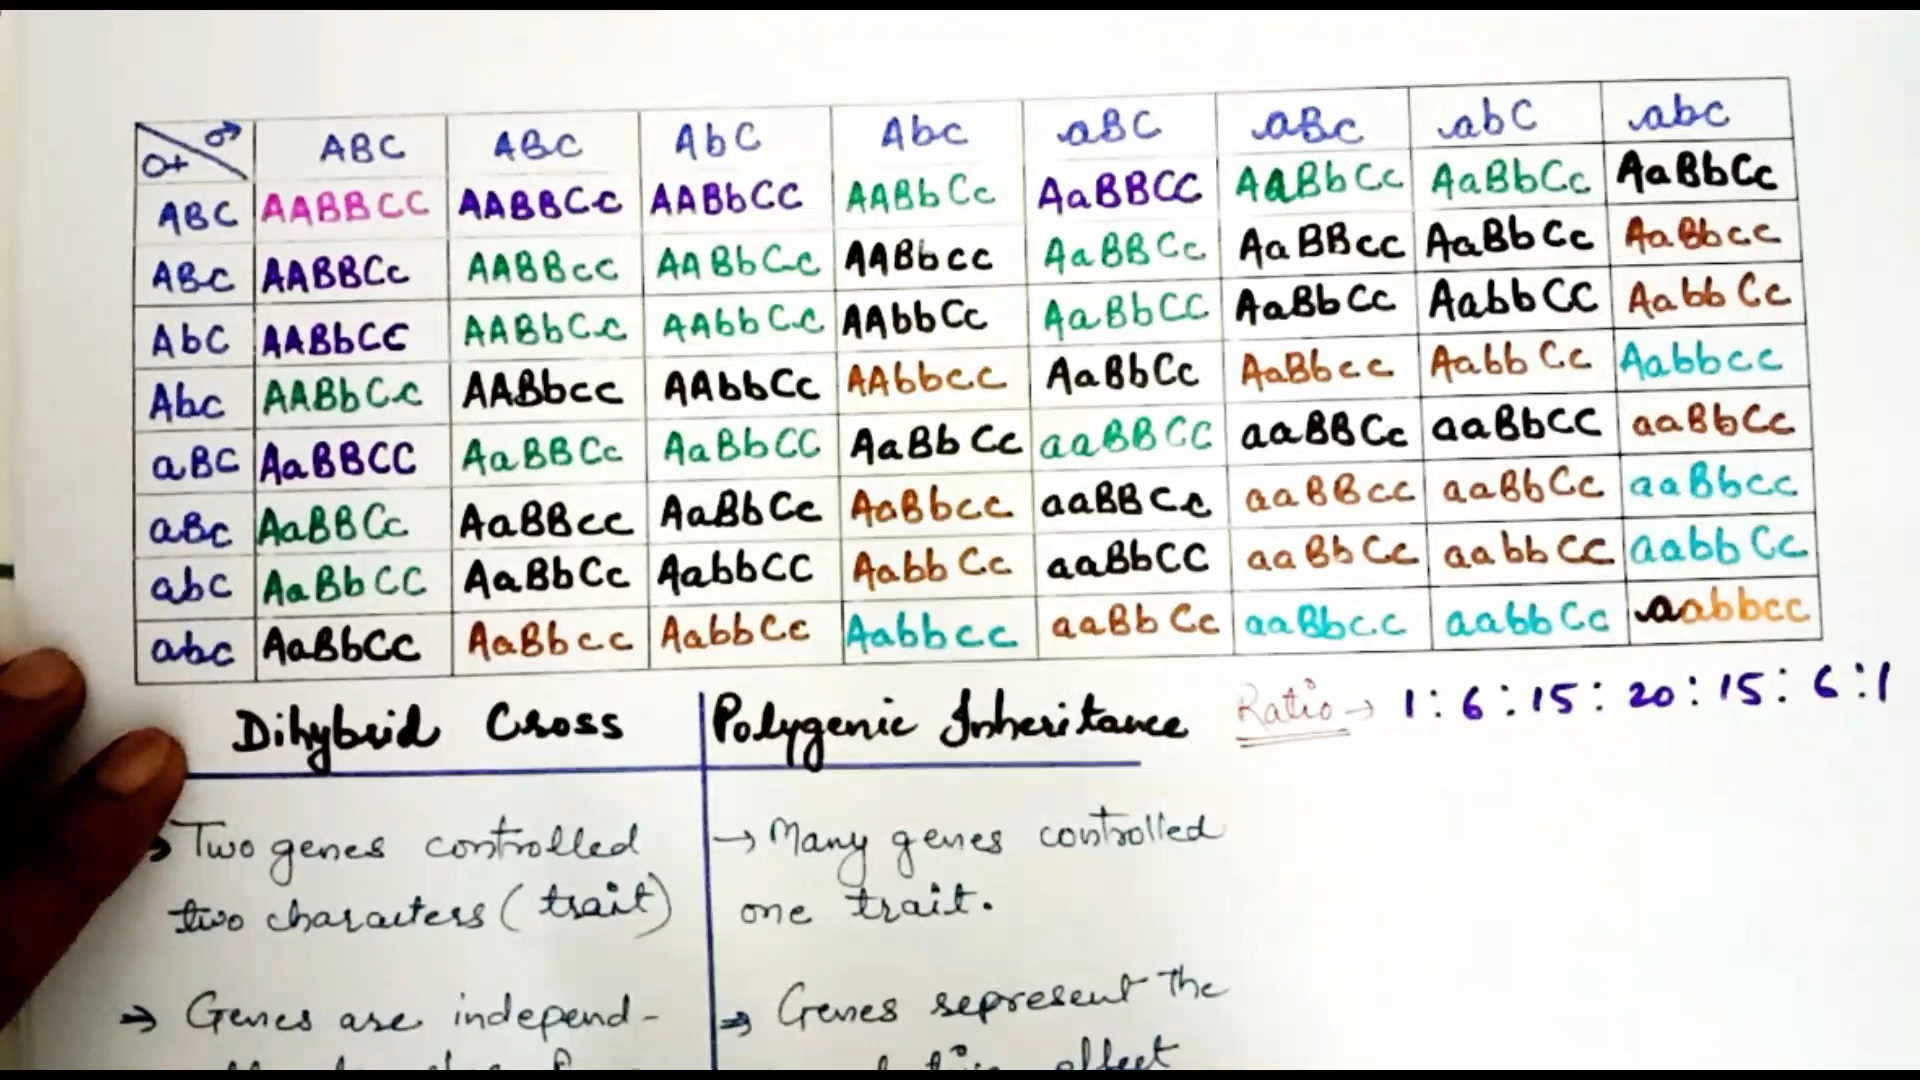 ♀ ♂ ABC ABc AbC Abc aBC aBc abC abc
ABC AABBCC AABBCc AABbCC AABbCc AaBBCC AaBbCc AaBbCc AaBbCc
ABc AABBCc AABBcc AABbCc AABbcc AaBBCc AaBBcc AaBbCc AaBbcc
AbC AABbCC AABbCc AAbbCC AAbbCc AaBbCC AaBbCc AabbCC AabbCc
Abc AABbCc AABbcc AAbbCc AAbbcc AaBbCc AaBbcc AabbCc Aabbcc
aBC AaBBCC AaBBCc AaBbCC AaBbCc aaBBCC aaBBCc aaBbCC aaBbCc
aBc AaBBCc AaBBcc AaBbCc AaBbcc aaBBCc aaBBcc aaBbCc aaBbcc
abC AaBbCC AaBbCc AabbCC AabbCc aaBbCC aaBbCc aabbCC aabbCc
abc AaBbCc AaBbcc AabbCc Aabbcc aaBbCc aaBbcc aabbCc aabbcc
Ratio → 1 : 6 : 15 : 20 : 15 : 6 : 1
Dihybrid Cross
→ Two genes controlled
two characters (trait)
→ Genes are independ-
Polygenic Inheritance
→ Many genes controlled
one trait.
→ Genes represent the
effect